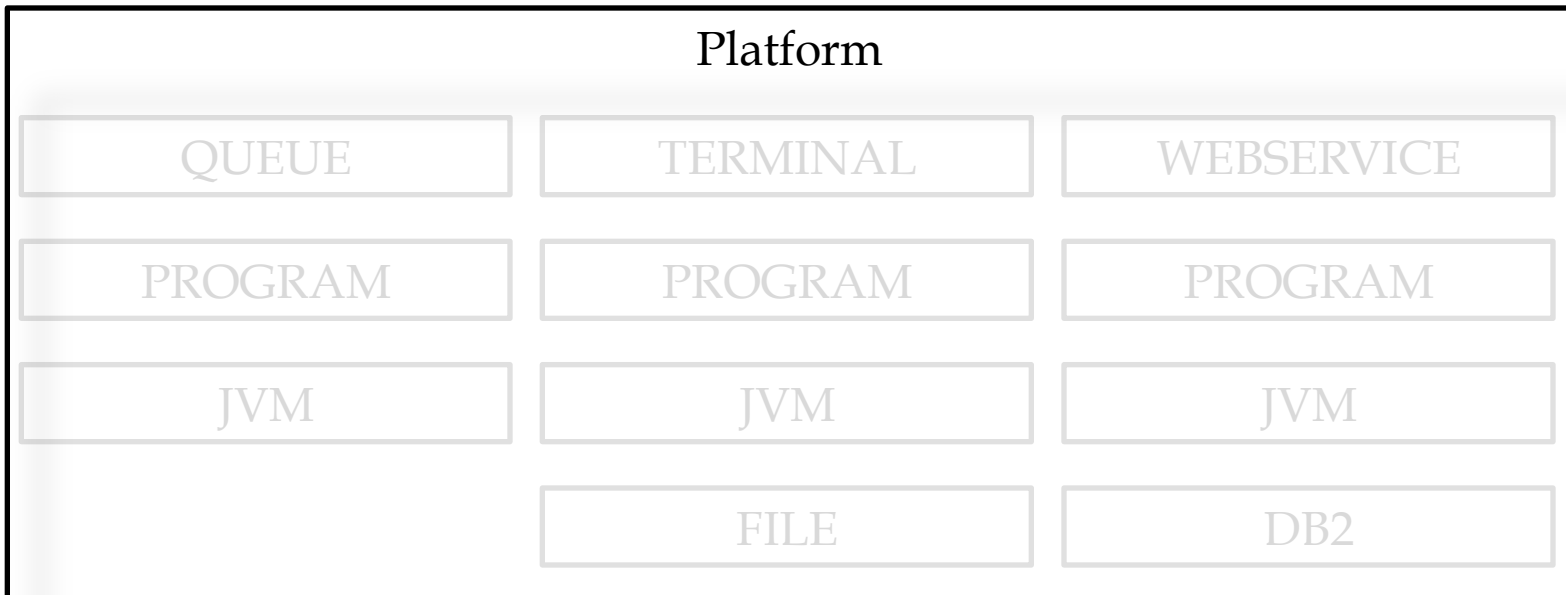 Platform
QUEUE TERMINAL WEBSERVICE
PROGRAM PROGRAM PROGRAM
JVM JVM JVM
FILE DB2